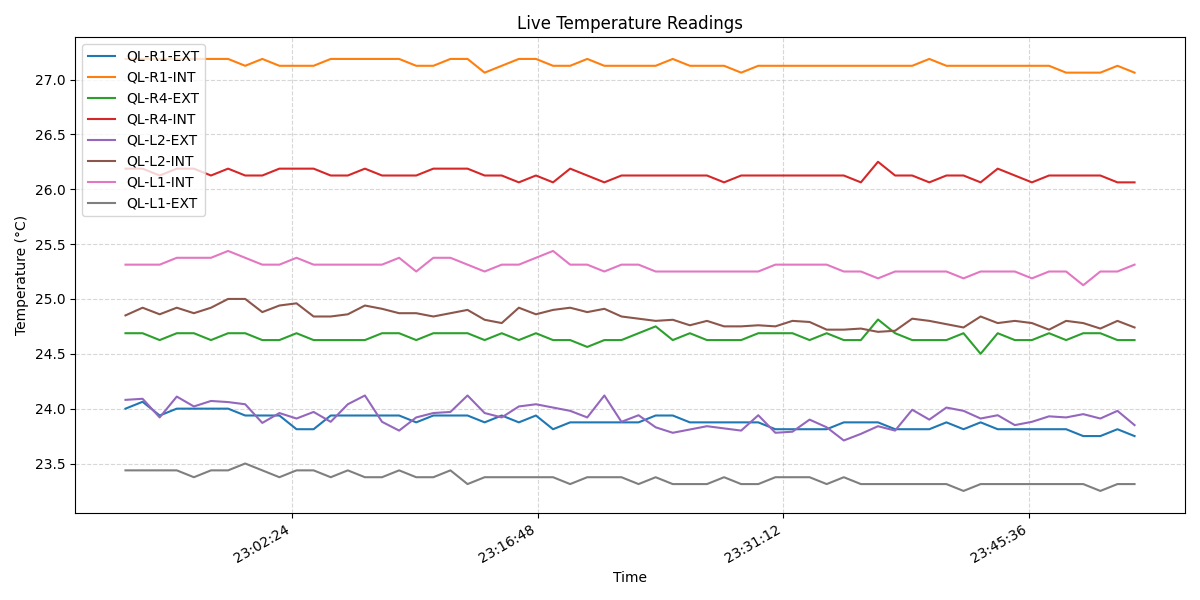 Live Temperature Readings
QL-R1-EXT
QL-R1-INT
QL-R4-EXT
QL-R4-INT
QL-L2-EXT
QL-L2-INT
QL-L1-INT
QL-L1-EXT
27.0
26.5
26.0
25.5
25.0
24.5
24.0
23.5
Temperature (°C)
23:02:24
23:16:48
23:31:12
23:45:36
Time